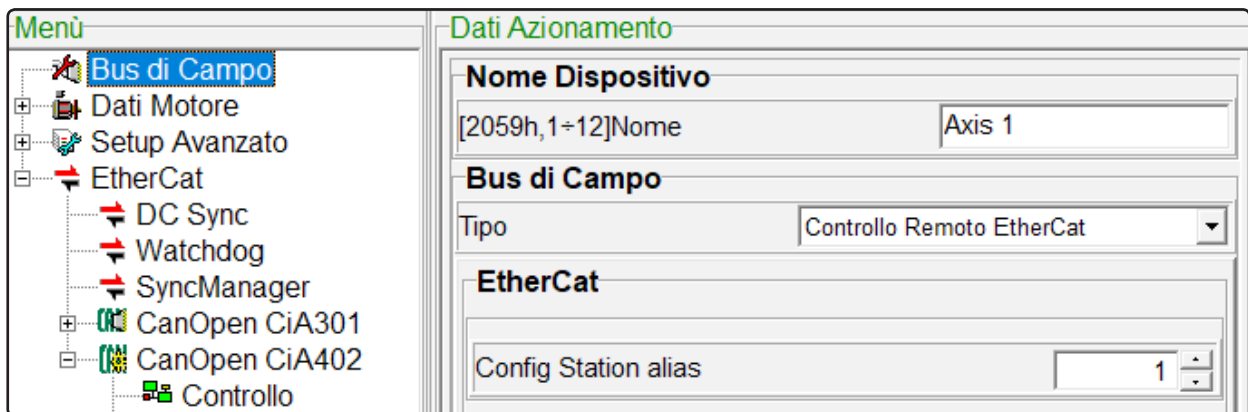 Menù
Bus di Campo
Dati Motore
Setup Avanzato
EtherCat
DC Sync
Watchdog
SyncManager
CanOpen CiA301
CanOpen CiA402
Controllo
Dati Azionamento
Nome Dispositivo
[2059h,1÷12]Nome Axis 1
Bus di Campo
Tipo Controllo Remoto EtherCat
EtherCat
Config Station alias 1